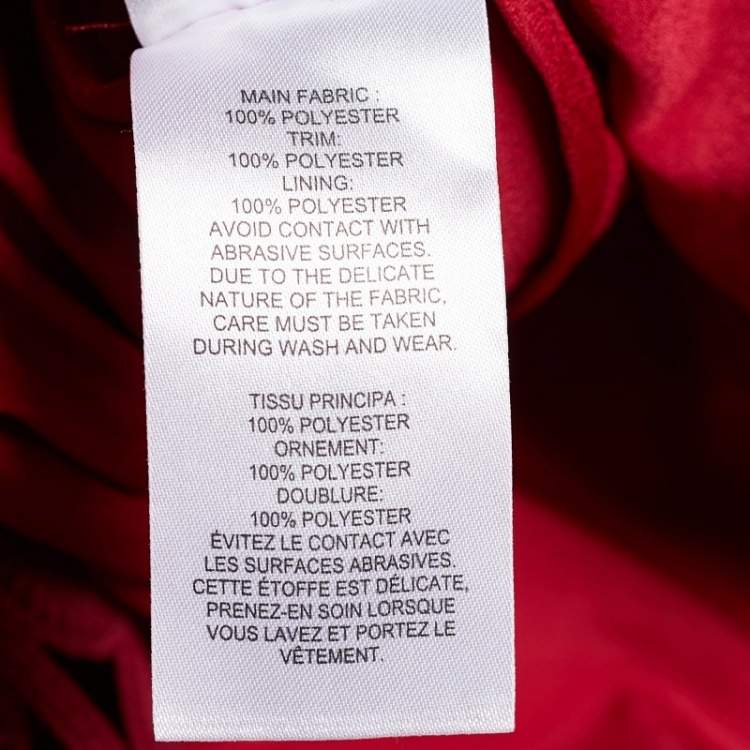 MAIN FABRIC :
100% POLYESTER
TRIM:
100% POLYESTER
LINING:
100% POLYESTER
AVOID CONTACT WITH
ABRASIVE SURFACES.
DUE TO THE DELICATE
NATURE OF THE FABRIC,
CARE MUST BE TAKEN
DURING WASH AND WEAR.
TISSU PRINCIPA :
100% POLYESTER
ORNEMENT:
100% POLYESTER
DOUBLURE:
100% POLYESTER
ÉVITEZ LE CONTACT AVEC
LES SURFACES ABRASIVES.
CETTE ÉTOFFE EST DÉLICATE,
PRENEZ-EN SOIN LORSQUE
VOUS LAVEZ ET PORTEZ LE
VÊTEMENT.